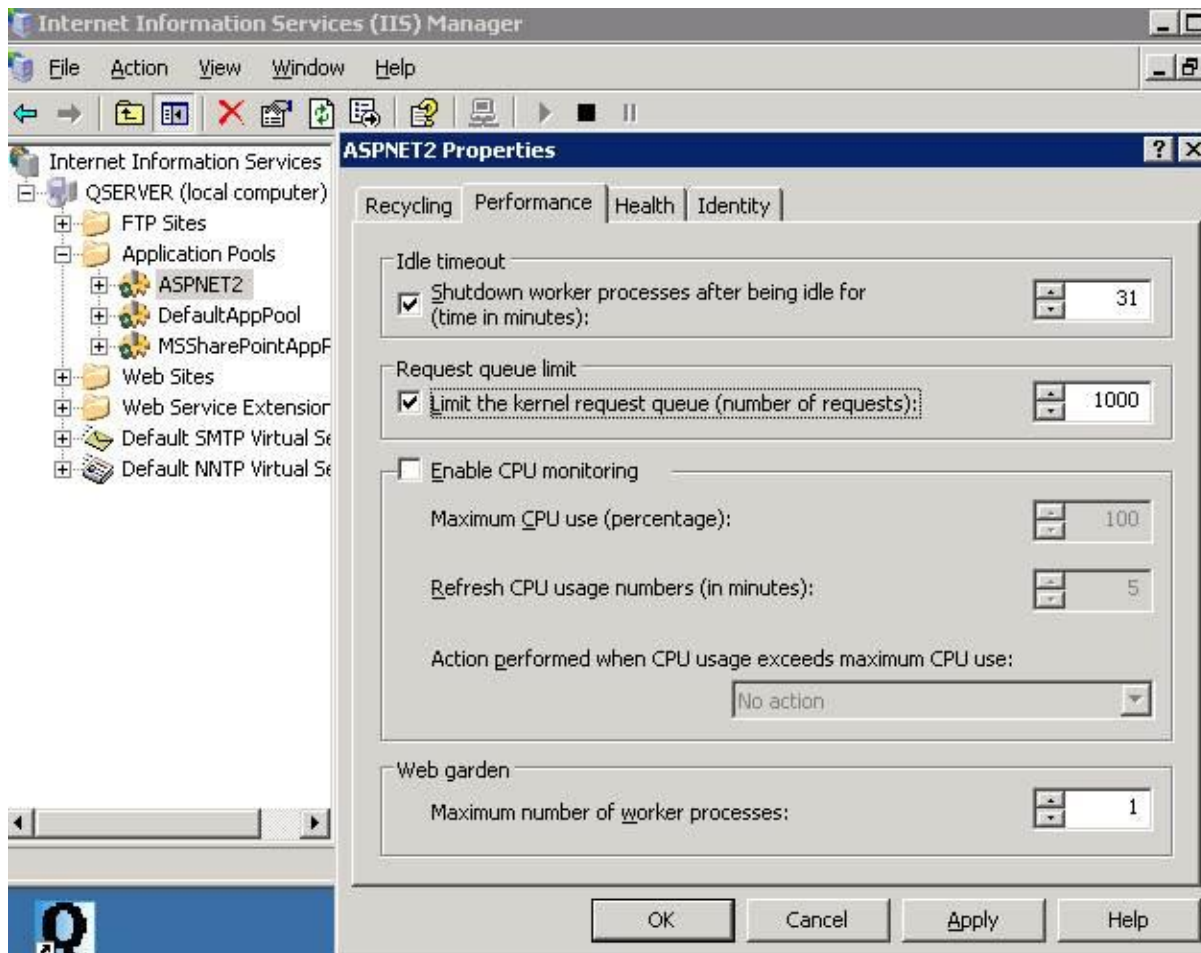 Internet Information Services (IIS) Manager
File Action View Window Help
Internet Information Services
QSERVER (local computer)
FTP Sites
Application Pools
ASPNET2
DefaultAppPool
MSSharePointAppP
Web Sites
Web Service Extension
Default SMTP Virtual Se
Default NNTP Virtual Se
ASPNET2 Properties
Recycling Performance Health Identity
Idle timeout
Shutdown worker processes after being idle for
(time in minutes):
31
Request queue limit
Limit the kernel request queue (number of requests): 1000
Enable CPU monitoring
Maximum CPU use (percentage): 100
Refresh CPU usage numbers (in minutes): 5
Action performed when CPU usage exceeds maximum CPU use:
No action
Web garden
Maximum number of worker processes: 1
OK Cancel Apply Help
Q